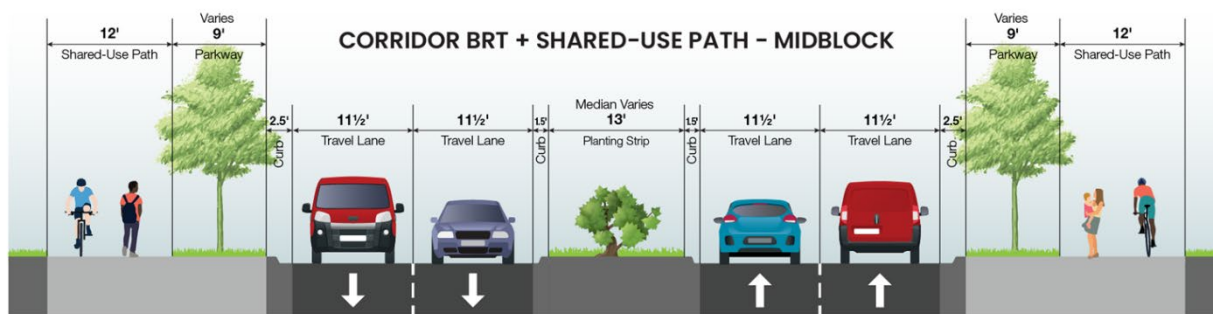 CORRIDOR BRT + SHARED-USE PATH - MIDBLOCK
12'
Shared-Use Path
Varies
9'
Parkway
2.5'
Curb
11½'
Travel Lane
11½'
Travel Lane
1.5'
Curb
Median Varies
13'
Planting Strip
1.5'
Curb
11½'
Travel Lane
11½'
Travel Lane
2.5'
Curb
Varies
9'
Parkway
12'
Shared-Use Path